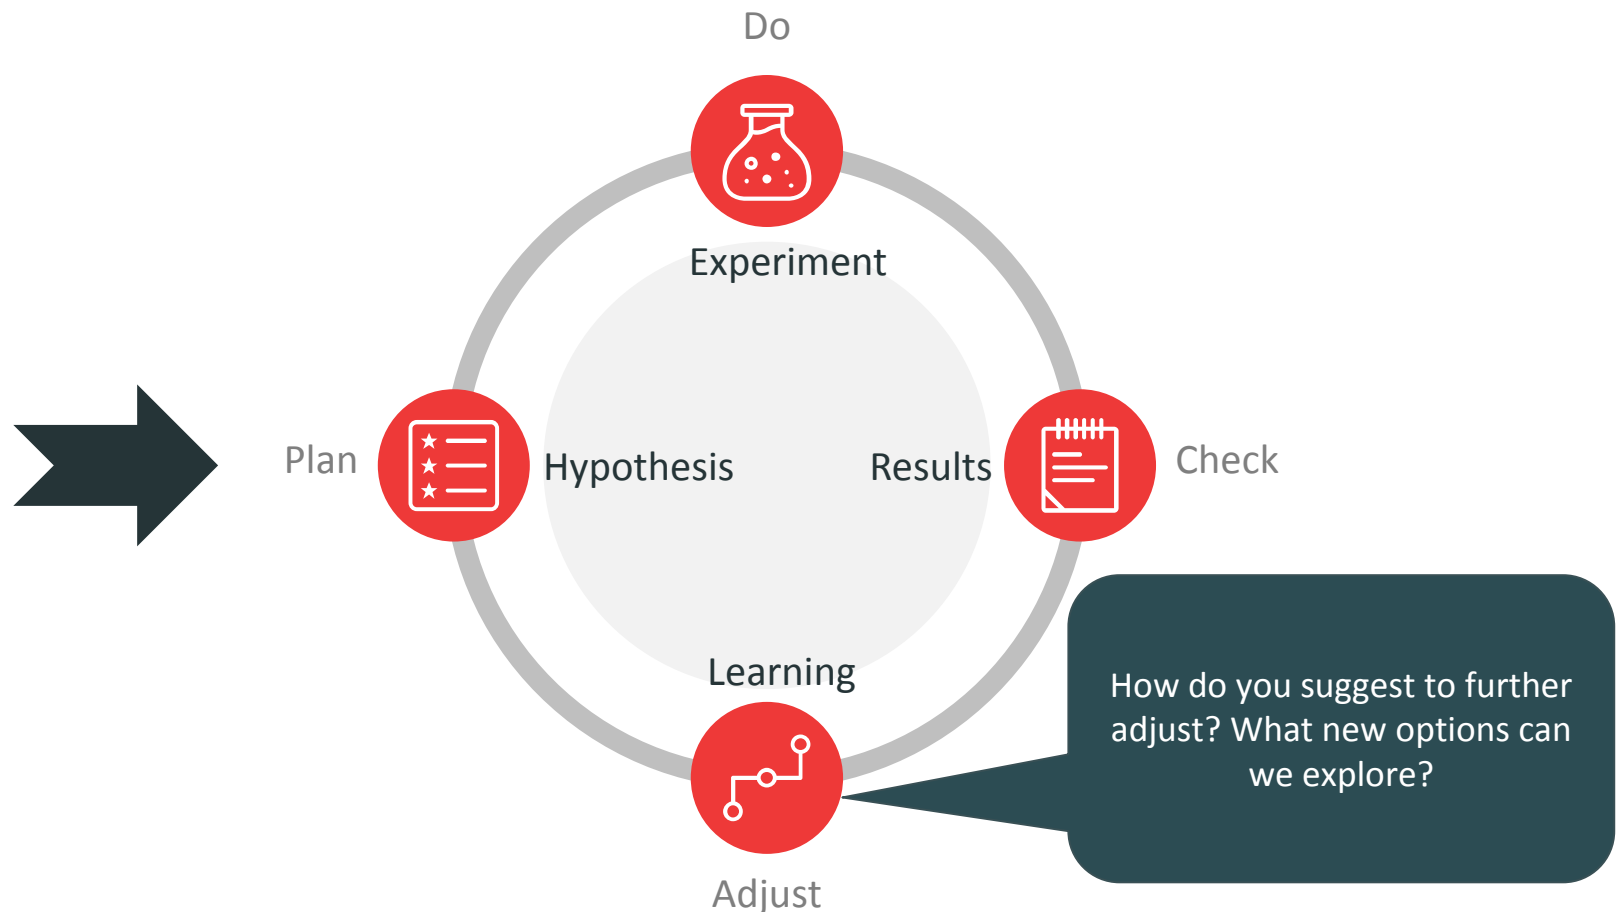 Do
Experiment
Plan
Hypothesis
Results
Check
Learning
How do you suggest to further
adjust? What new options can
we explore?
Adjust